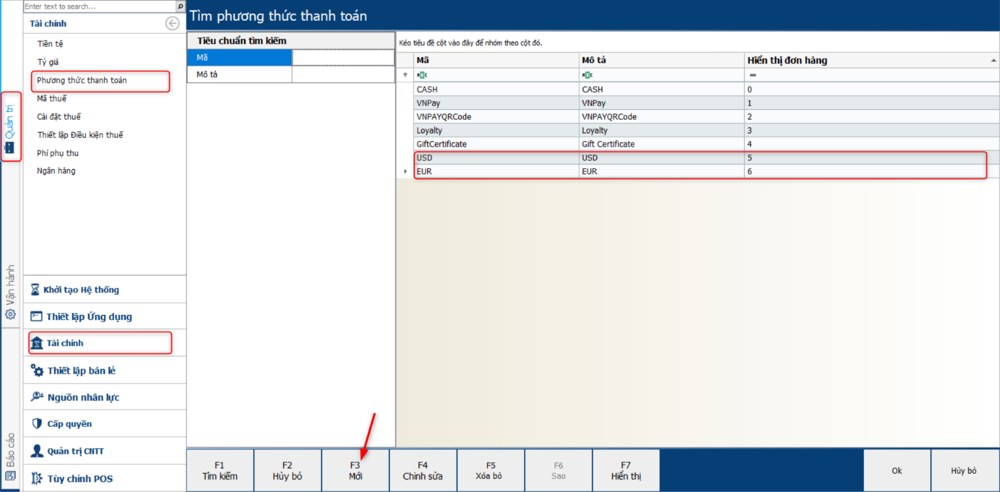 Enter text to search...
Tài chính
Tiền tệ
Tỷ giá
Phương thức thanh toán
Mã thuế
Cài đặt thuế
Thiết lập Điều kiện thuế
Phí phụ thu
Ngân hàng
Quản trị
Vận hành
Báo cáo
Khởi tạo Hệ thống
Thiết lập Ứng dụng
Tài chính
Thiết lập bán lẻ
Nguồn nhân lực
Cấp quyền
Quản trị CNTT
Tùy chỉnh POS
Tìm phương thức thanh toán
Tiêu chuẩn tìm kiếm
Mã
Mô tả
Kéo tiêu đề cột vào đây để nhóm theo cột đó.
Mã Mô tả Hiển thị đơn hàng
ABC ABC =
CASH CASH 0
VNPay VNPay 1
VNPAYQRCode VNPAYQRCode 2
Loyalty Loyalty 3
GiftCertificate Gift Certificate 4
USD USD 5
EUR EUR 6
F1 F2 F3 F4 F5 F6 F7
Tìm kiếm Hủy bỏ Mới Chỉnh sửa Xóa bỏ Sao Hiển thị
Ok Hủy bỏ